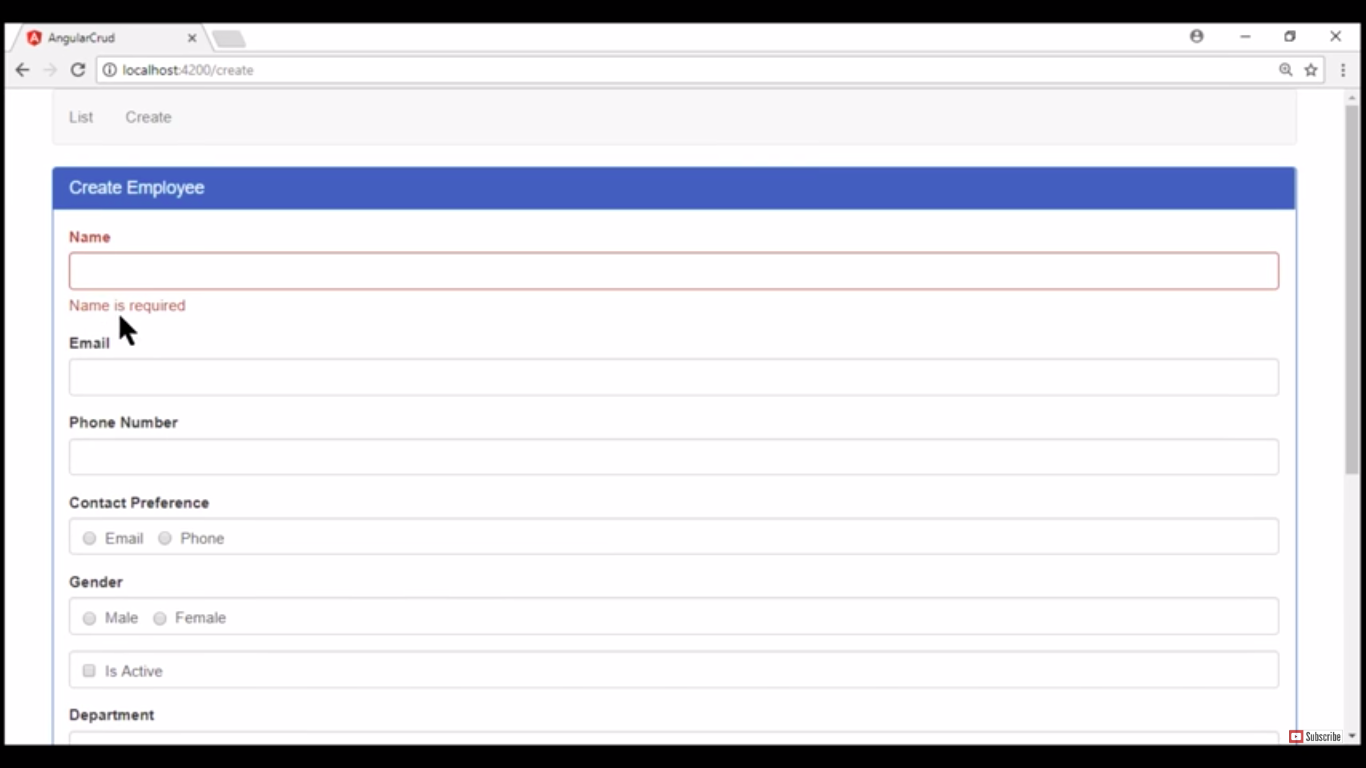 AngularCrud
localhost:4200/create
List Create
Create Employee
Name
Name is required
Email
Phone Number
Contact Preference
Email Phone
Gender
Male Female
Is Active
Department
Subscribe